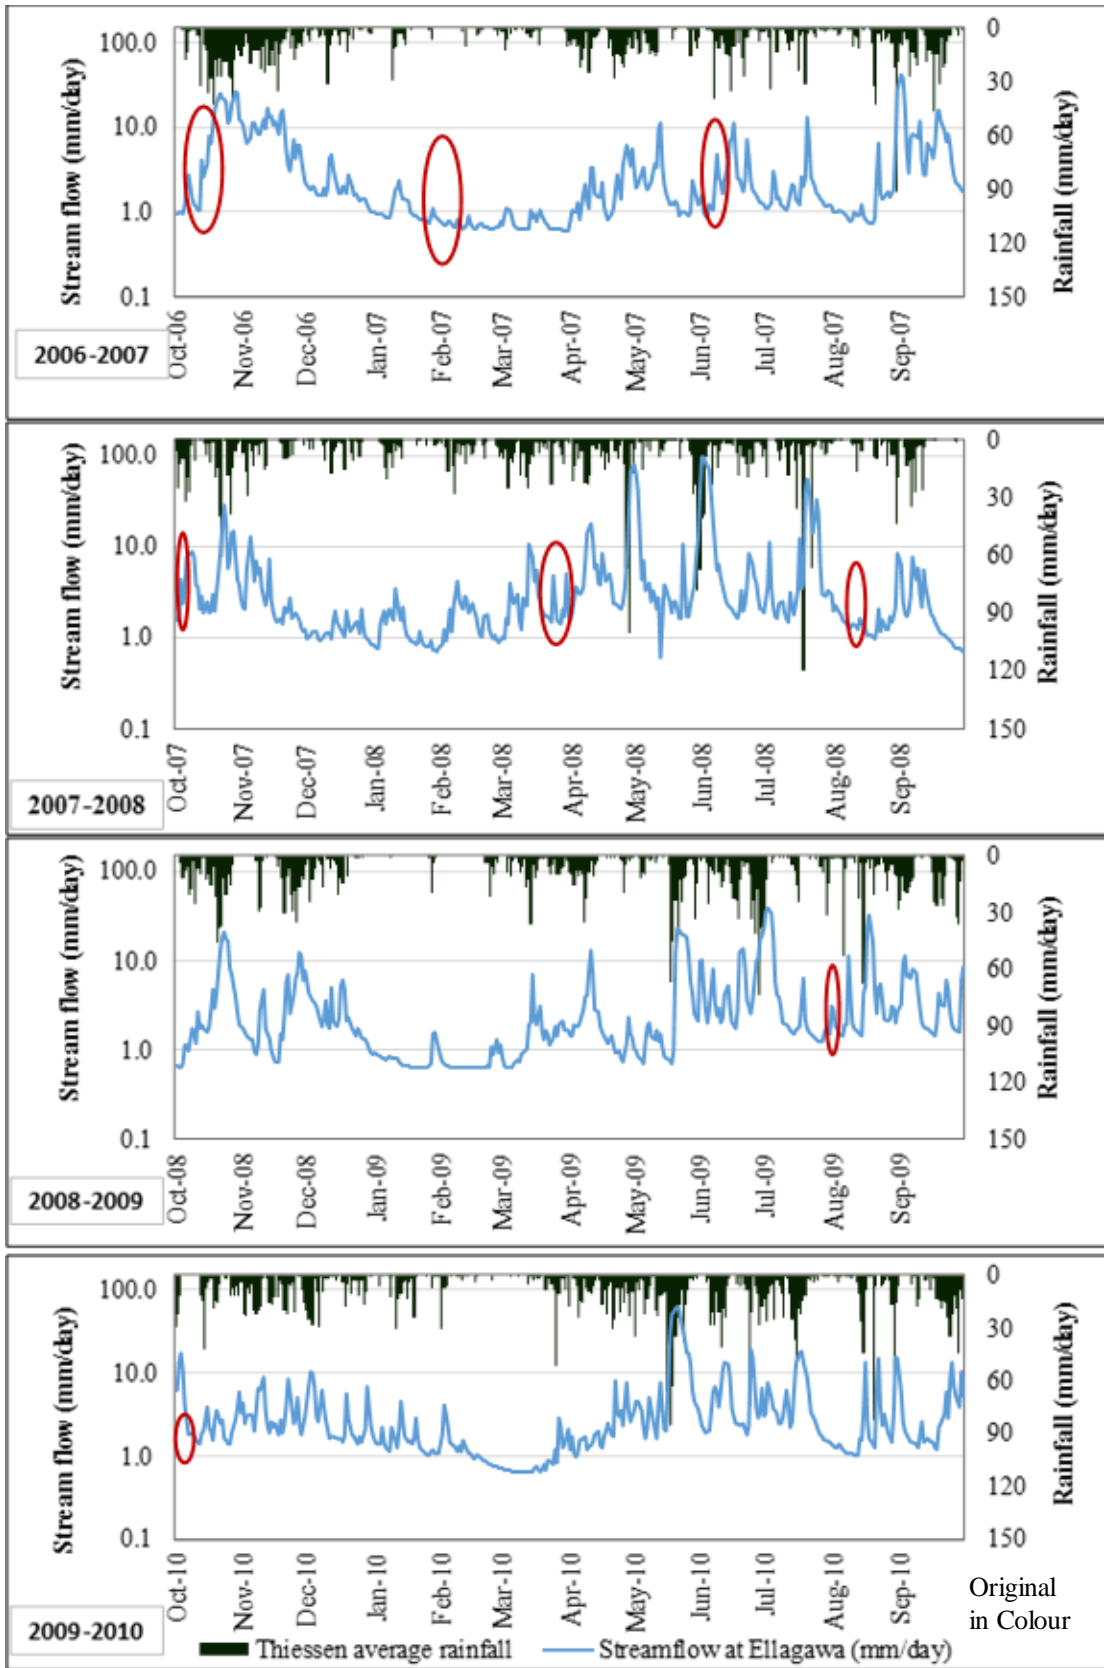 100.0
10.0
1.0
0.1
Stream flow (mm/day)
0
30
60
90
120
150
Rainfall (mm/day)
Oct-06
Nov-06
Dec-06
Jan-07
Feb-07
Mar-07
Apr-07
May-07
Jun-07
Jul-07
Aug-07
Sep-07
2006-2007
100.0
10.0
1.0
0.1
Stream flow (mm/day)
0
30
60
90
120
150
Rainfall (mm/day)
Oct-07
Nov-07
Dec-07
Jan-08
Feb-08
Mar-08
Apr-08
May-08
Jun-08
Jul-08
Aug-08
Sep-08
2007-2008
100.0
10.0
1.0
0.1
Stream flow (mm/day)
0
30
60
90
120
150
Rainfall (mm/day)
Oct-08
Nov-08
Dec-08
Jan-09
Feb-09
Mar-09
Apr-09
May-09
Jun-09
Jul-09
Aug-09
Sep-09
2008-2009
100.0
10.0
1.0
0.1
Stream flow (mm/day)
0
30
60
90
120
150
Rainfall (mm/day)
Oct-10
Nov-10
Dec-10
Jan-10
Feb-10
Mar-10
Apr-10
May-10
Jun-10
Jul-10
Aug-10
Sep-10
2009-2010
Original
in Colour
Thiessen average rainfall
Streamflow at Ellagawa (mm/day)